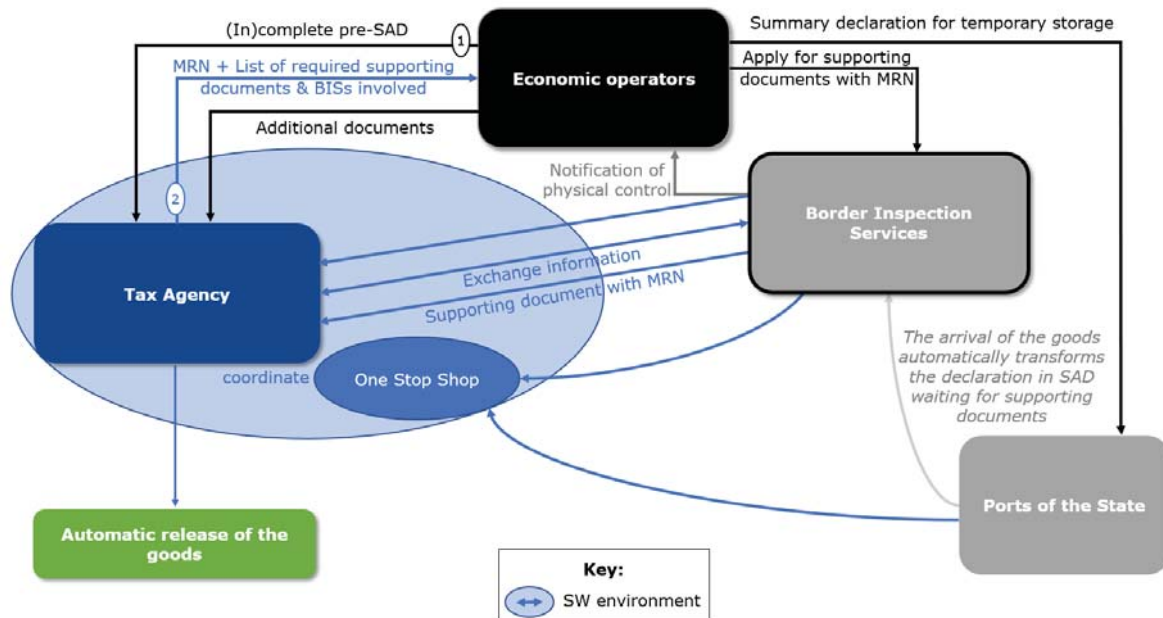 (In)complete pre-SAD
1
Summary declaration for temporary storage
MRN + List of required supporting
documents & BISs involved
Economic operators
Apply for supporting
documents with MRN
Additional documents
Notification of
physical control
2
Border Inspection
Services
Tax Agency
Exchange information
Supporting document with MRN
The arrival of the goods
automatically transforms
the declaration in SAD
waiting for supporting
documents
coordinate
One Stop Shop
Ports of the State
Automatic release of the
goods
Key:
SW environment